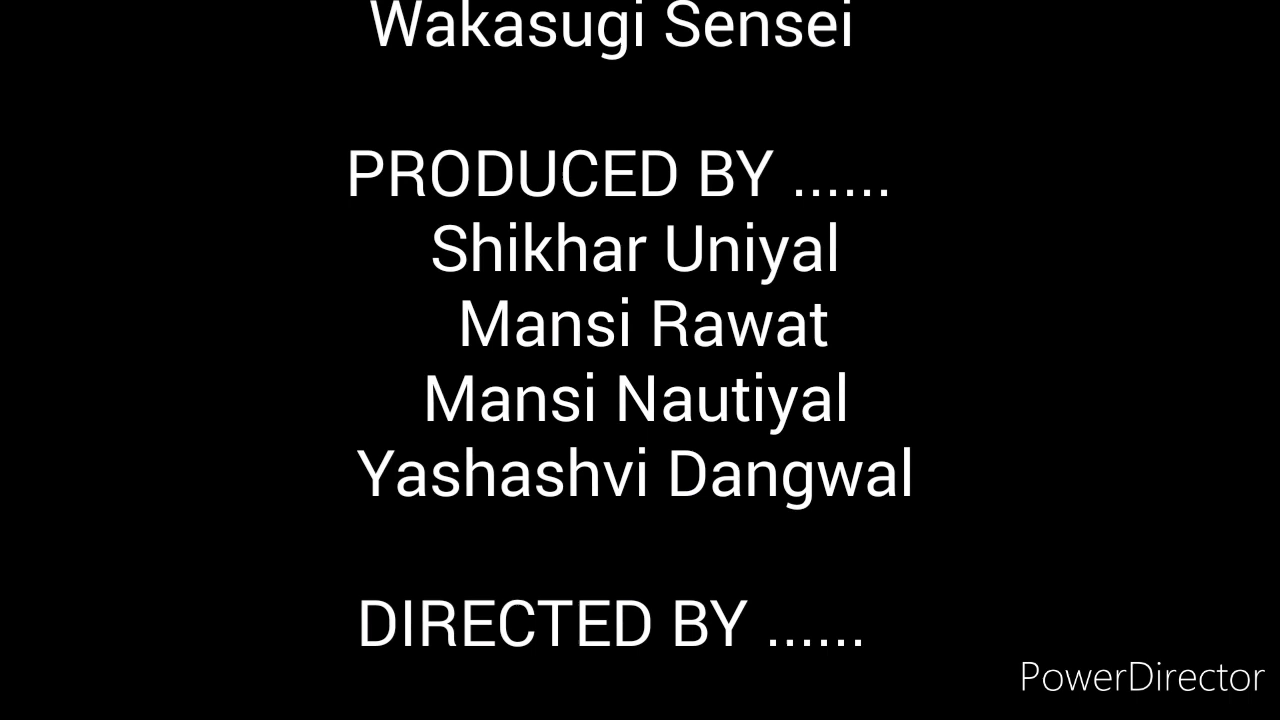 Wakasugi Sensei
PRODUCED BY ......
Shikhar Uniyal
Mansi Rawat
Mansi Nautiyal
Yashashvi Dangwal
DIRECTED BY ......
PowerDirector